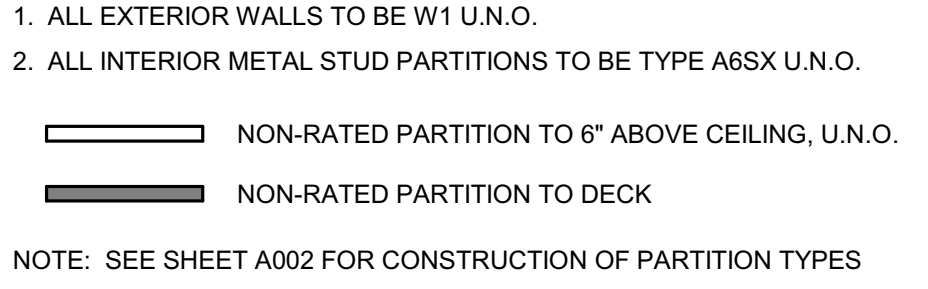 1. ALL EXTERIOR WALLS TO BE W1 U.N.O.
2. ALL INTERIOR METAL STUD PARTITIONS TO BE TYPE A6SX U.N.O.
NON-RATED PARTITION TO 6" ABOVE CEILING, U.N.O.
NON-RATED PARTITION TO DECK
NOTE: SEE SHEET A002 FOR CONSTRUCTION OF PARTITION TYPES